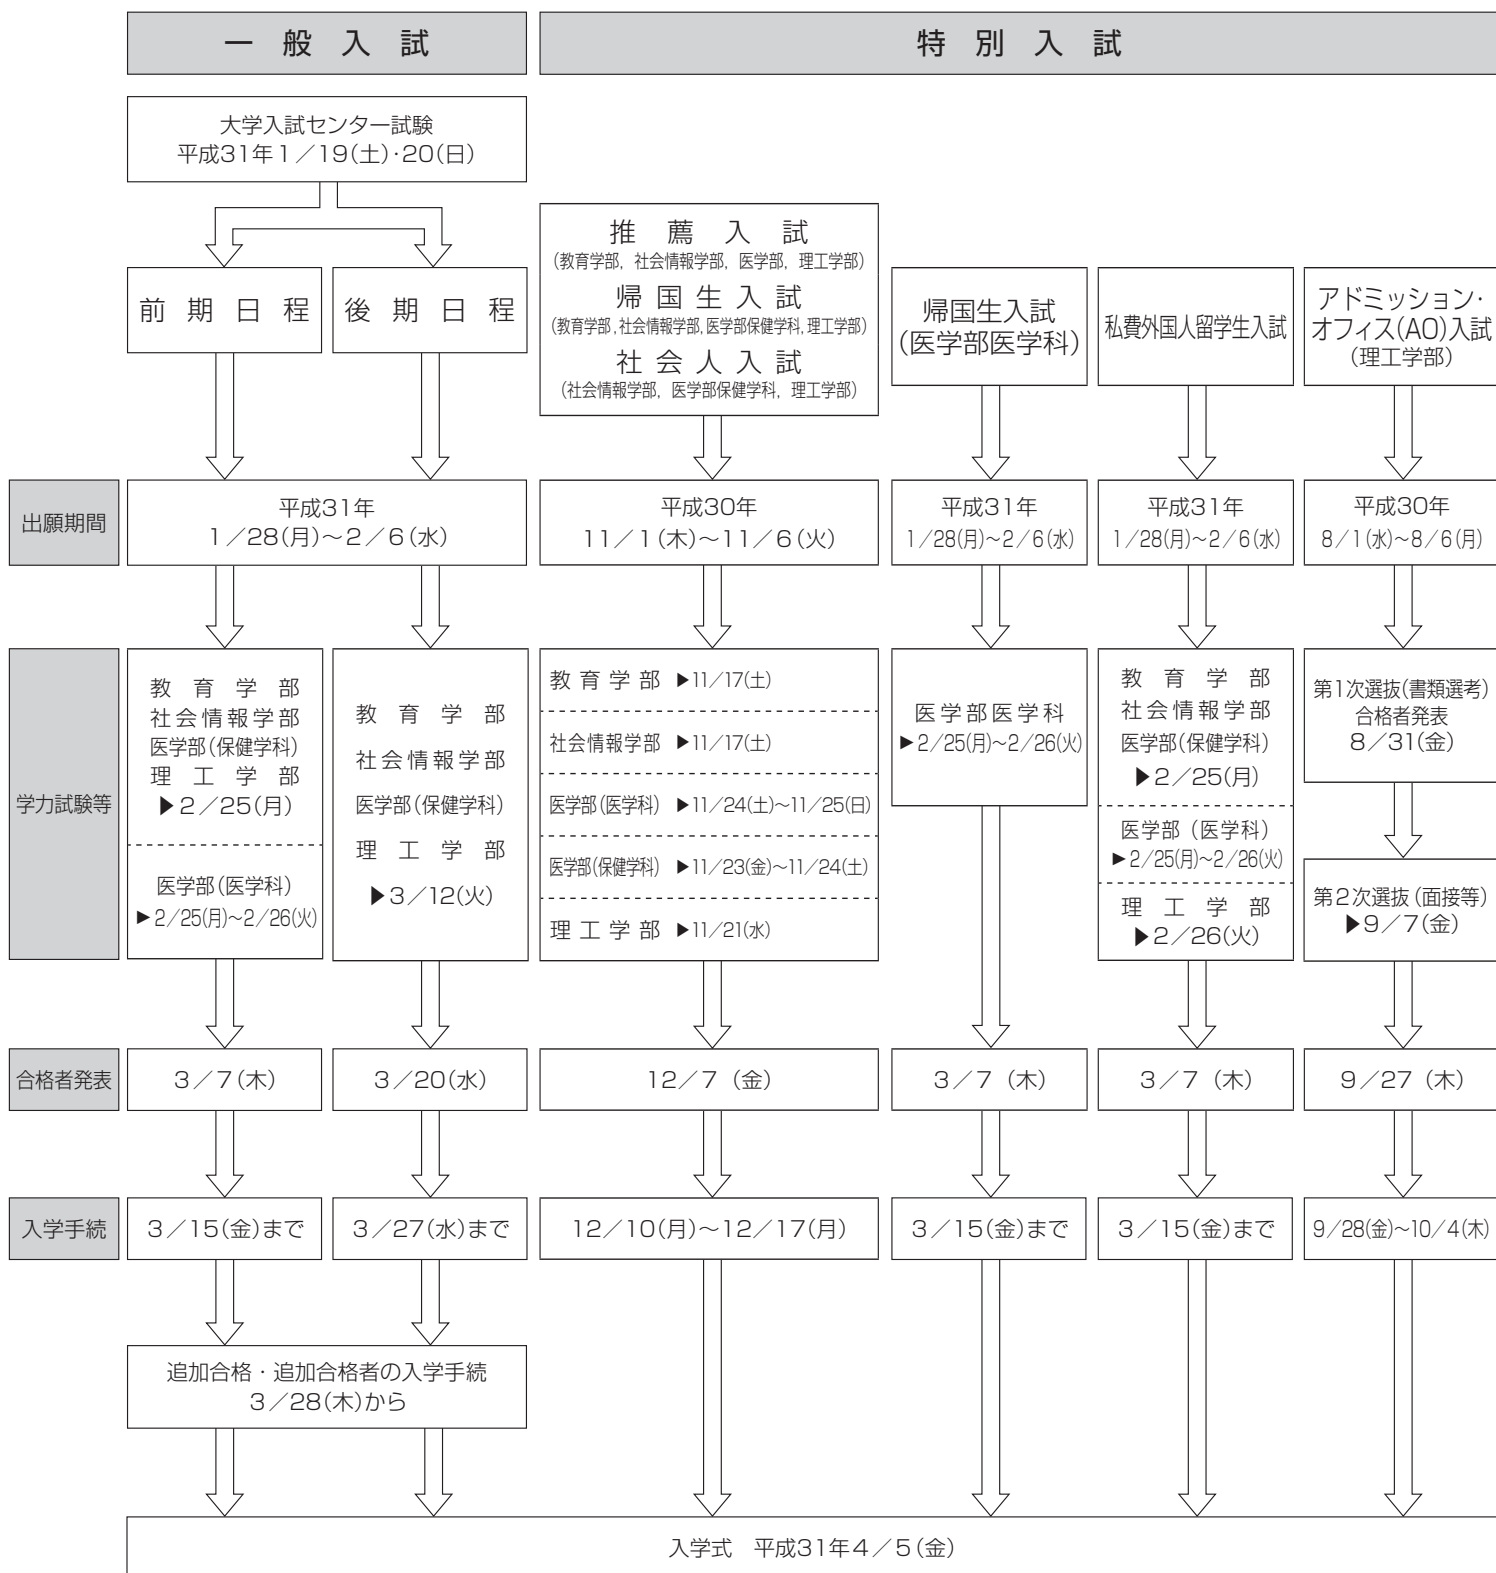 一般入試
特別入試
大学入試センター試験
平成31年1/19(土)・20(日)
前期日程
後期日程
推薦入試
(教育学部，社会情報学部，医学部，理工学部)
帰国生入試
(教育学部，社会情報学部，医学部保健学科，理工学部)
社会人入試
(社会情報学部，医学部保健学科，理工学部)
帰国生入試
(医学部医学科)
私費外国人留学生入試
アドミッション・
オフィス(AO)入試
(理工学部)
出願期間
平成31年
1/28(月)～2/6(水)
平成30年
11/1(木)～11/6(火)
平成31年
1/28(月)～2/6(水)
平成31年
1/28(月)～2/6(水)
平成30年
8/1(水)～8/6(月)
学力試験等
教育学部
社会情報学部
医学部(保健学科)
理工学部
▶2/25(月)
医学部(医学科)
▶2/25(月)～2/26(火)
教育学部
社会情報学部
医学部(保健学科)
理工学部
▶3/12(火)
教育学部 ▶11/17(土)
社会情報学部 ▶11/17(土)
医学部(医学科) ▶11/24(土)～11/25(日)
医学部(保健学科) ▶11/23(金)～11/24(土)
理工学部 ▶11/21(水)
医学部医学科
▶2/25(月)～2/26(火)
教育学部
社会情報学部
医学部(保健学科)
▶2/25(月)
医学部(医学科)
▶2/25(月)～2/26(火)
理工学部
▶2/26(火)
第1次選抜(書類選考)
合格者発表
8/31(金)
第2次選抜(面接等)
▶9/7(金)
合格者発表
3/7(木)
3/20(水)
12/7(金)
3/7(木)
3/7(木)
9/27(木)
入学手続
3/15(金)まで
3/27(水)まで
12/10(月)～12/17(月)
3/15(金)まで
3/15(金)まで
9/28(金)～10/4(木)
追加合格・追加合格者の入学手続
3/28(木)から
入学式 平成31年4/5(金)